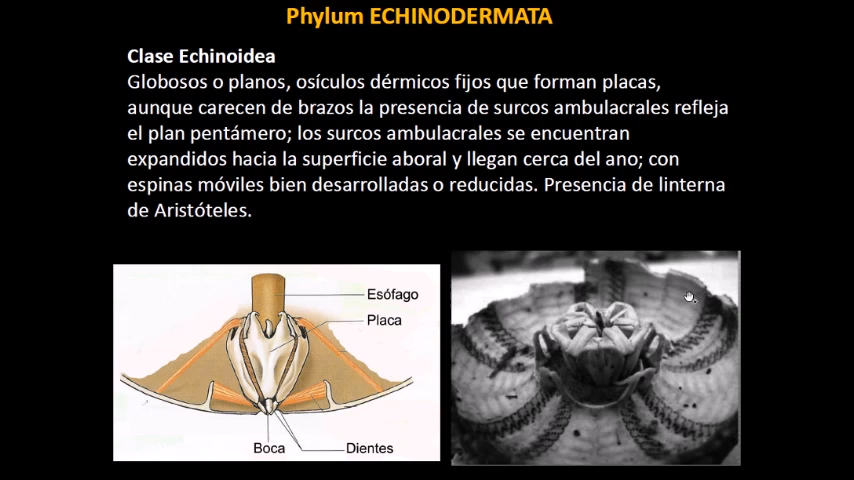 Phylum ECHINODERMATA
Clase Echinoidea
Globosos o planos, osículos dérmicos fijos que forman placas,
aunque carecen de brazos la presencia de surcos ambulacrales refleja
el plan pentámero; los surcos ambulacrales se encuentran
expandidos hacia la superficie aboral y llegan cerca del ano; con
espinas móviles bien desarrolladas o reducidas. Presencia de linterna
de Aristóteles.
Esófago
Placa
Boca
Dientes